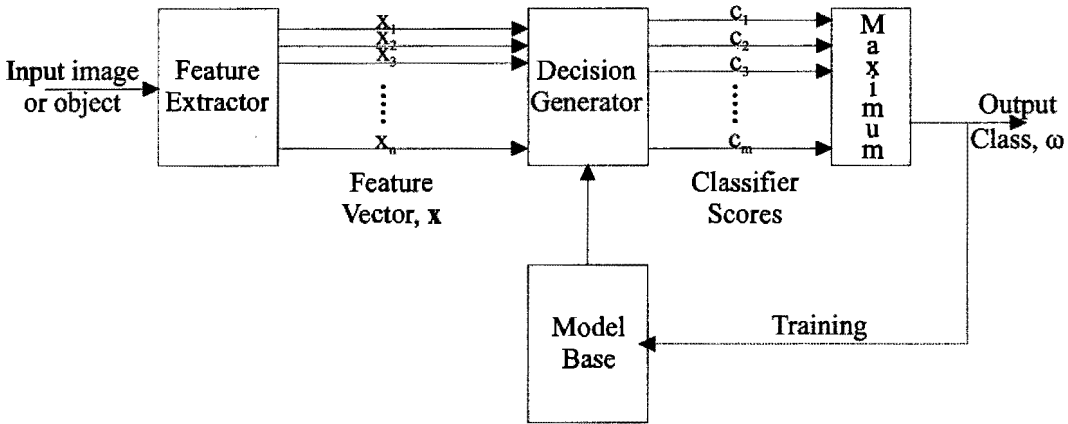 Input image
or object
Feature
Extractor
x₁
x₂
x₃
xₙ
Feature
Vector, x
Decision
Generator
c₁
c₂
c₃
cₘ
Classifier
Scores
Maximum
Output
Class, ω
Model
Base
Training